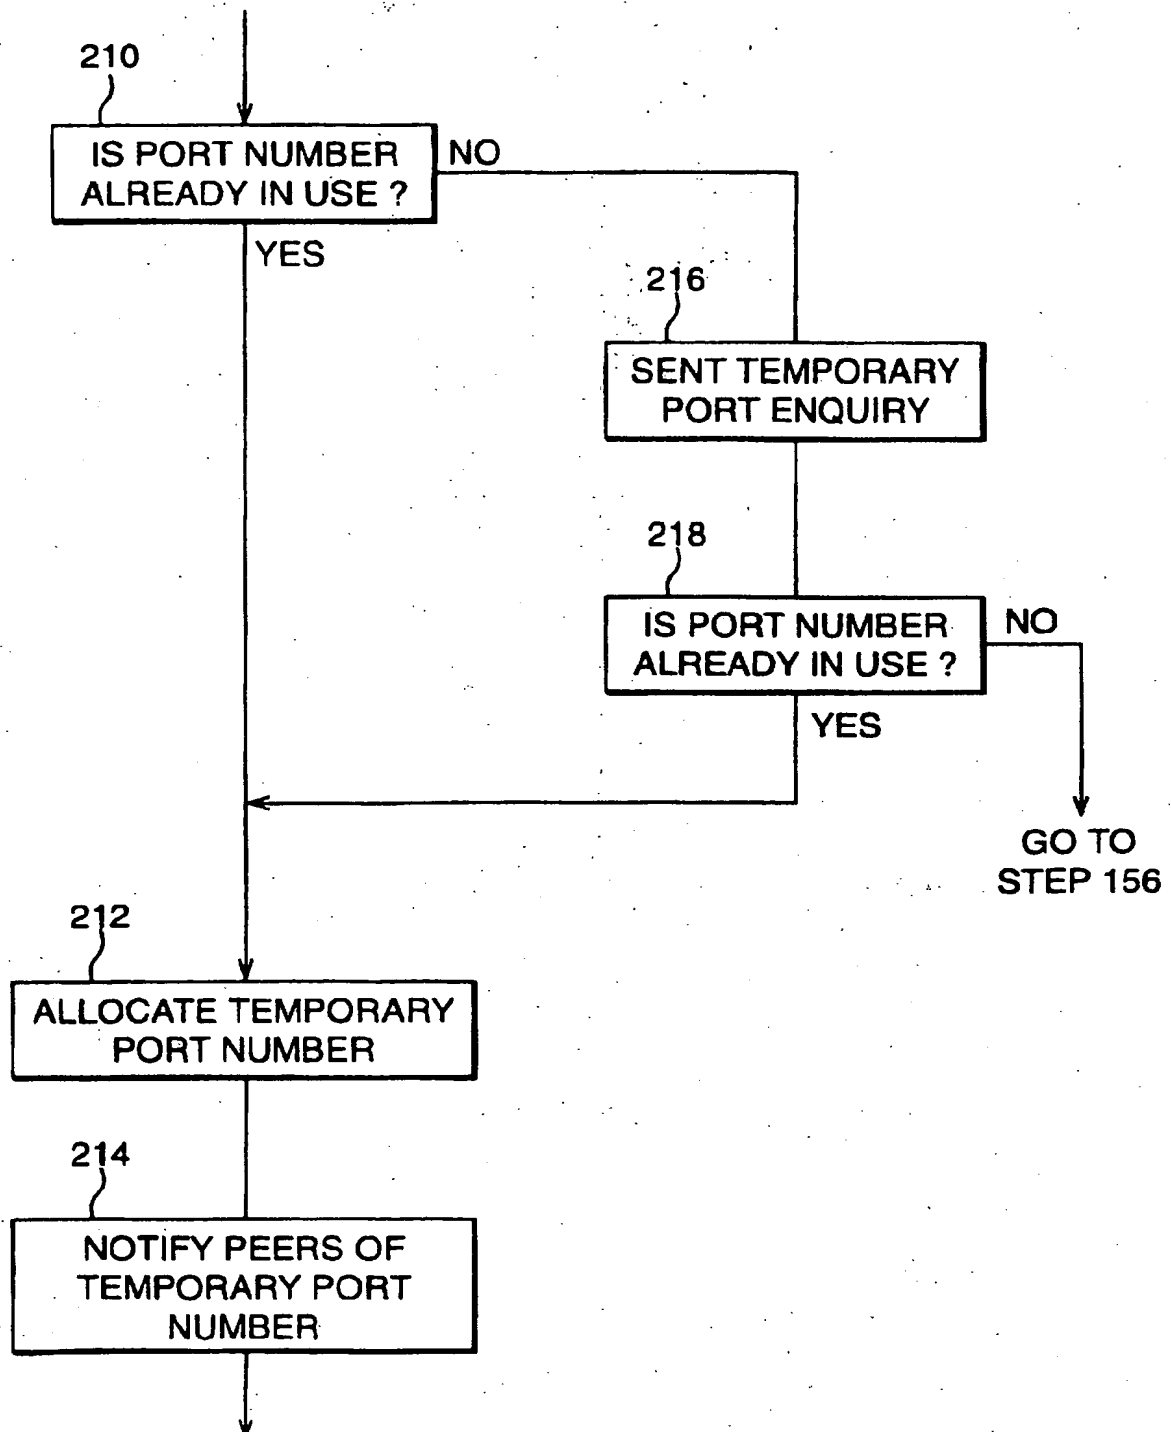 210
IS PORT NUMBER
ALREADY IN USE ?
NO
YES
216
SENT TEMPORARY
PORT ENQUIRY
218
IS PORT NUMBER
ALREADY IN USE ?
NO
YES
GO TO
STEP 156
212
ALLOCATE TEMPORARY
PORT NUMBER
214
NOTIFY PEERS OF
TEMPORARY PORT
NUMBER